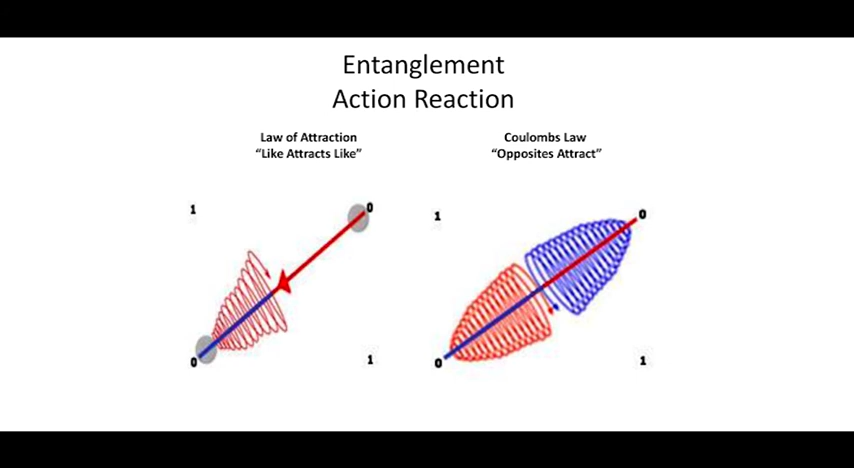 Entanglement
Action Reaction
Law of Attraction
“Like Attracts Like”
Coulombs Law
“Opposites Attract”
1
0
0
1
1
0
0
1